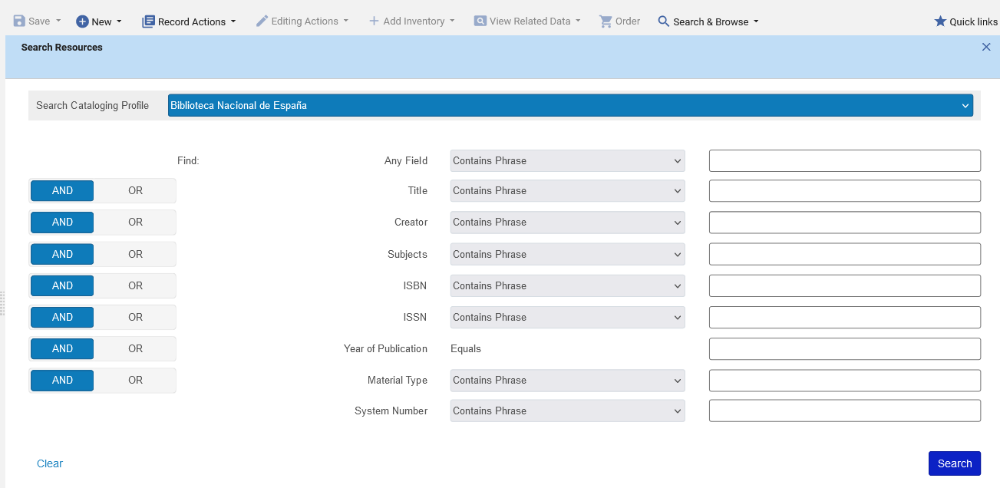 Save New Record Actions Editing Actions Add Inventory View Related Data Order Search & Browse Quick links
Search Resources
Search Cataloging Profile Biblioteca Nacional de España
Find: Any Field Contains Phrase
AND OR Title Contains Phrase
AND OR Creator Contains Phrase
AND OR Subjects Contains Phrase
AND OR ISBN Contains Phrase
AND OR ISSN Contains Phrase
AND OR Year of Publication Equals
AND OR Material Type Contains Phrase
System Number Contains Phrase
Clear Search